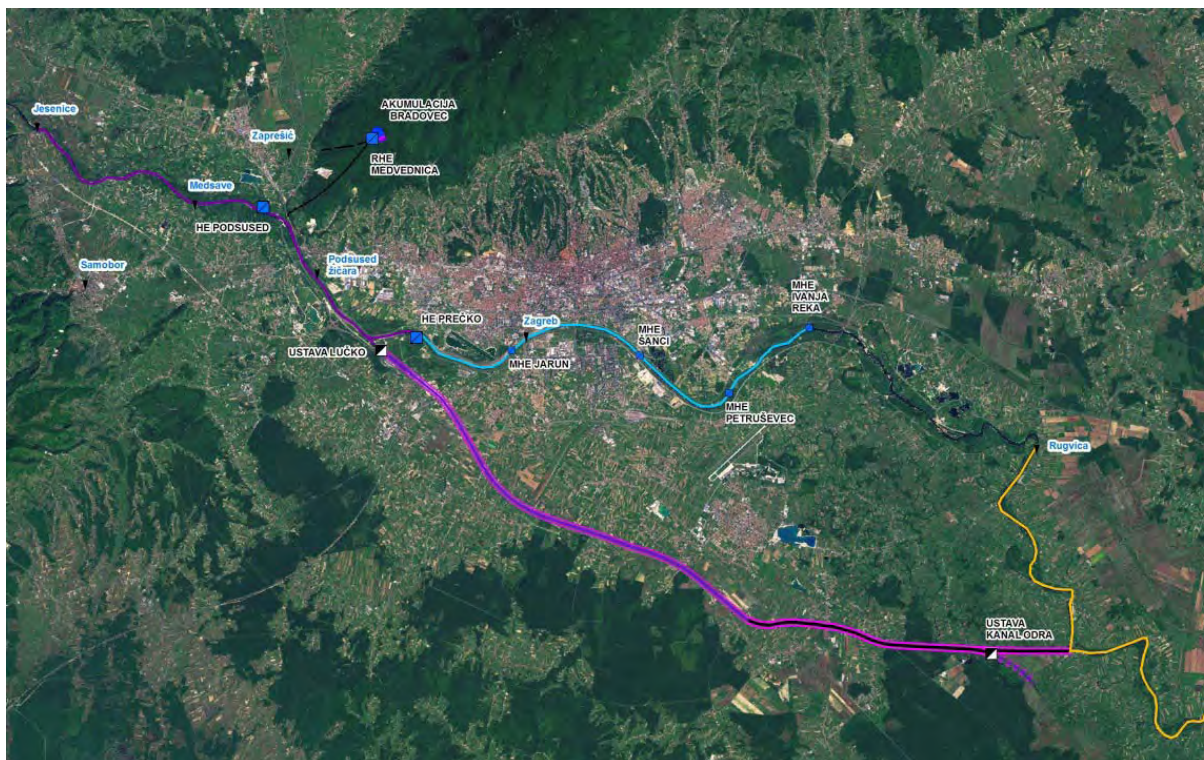 Jesenice
AKUMULACIJA
BRADOVEC
Zaprešić
RHE
MEDVEDNICA
Medsave
HE PODSUSED
Samobor
Podsused
žičara
MHE
IVANJA
REKA
HE PREČKO
Zagreb
MHE
ŠANCI
USTAVA LUČKO
MHE JARUN
MHE
PETRUŠEVEC
Rugvica
USTAVA
KANAL ODRA